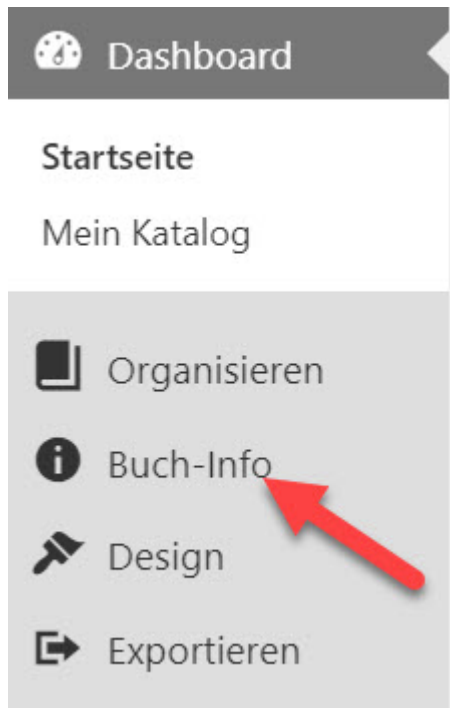 Dashboard
Startseite
Mein Katalog
Organisieren
Buch-Info
Design
Exportieren